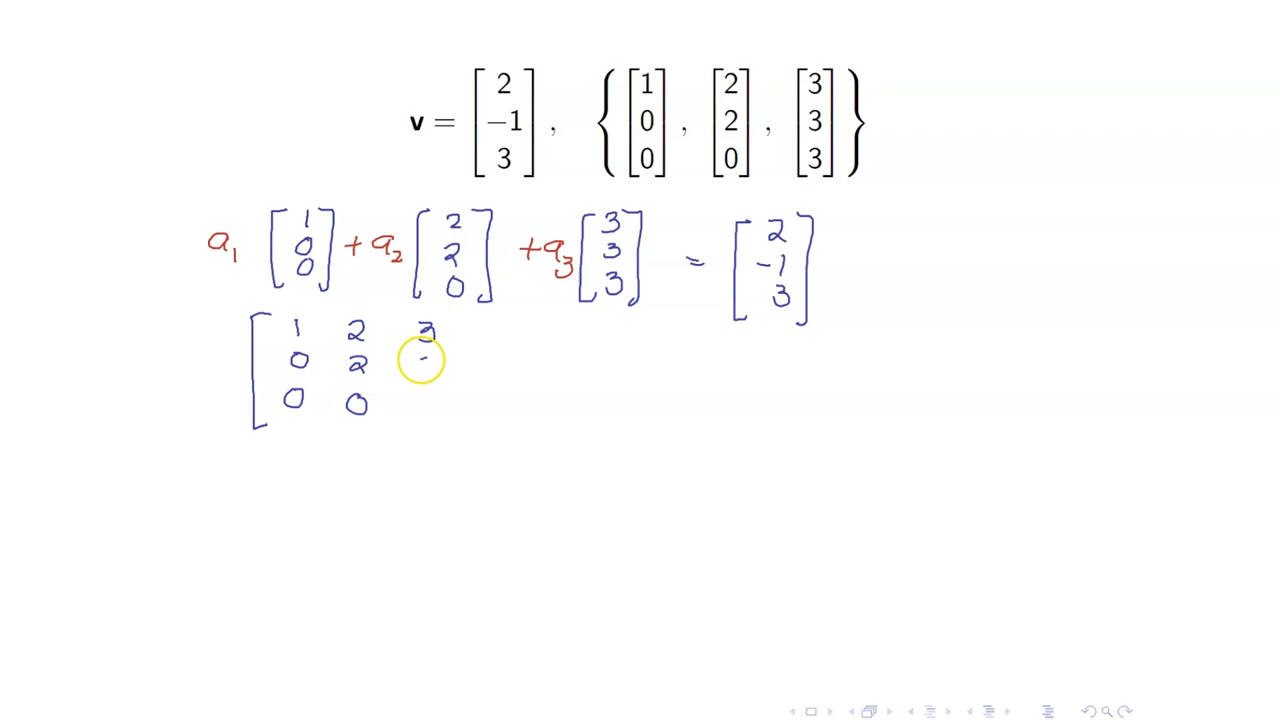 v = [2 −1 3], { [1 0 0], [2 2 0], [3 3 3] }
a₁ [1 0 0] + a₂ [2 2 0] + a₃ [3 3 3] = [2 -1 3]
[ 1 2 3
0 2
0 0